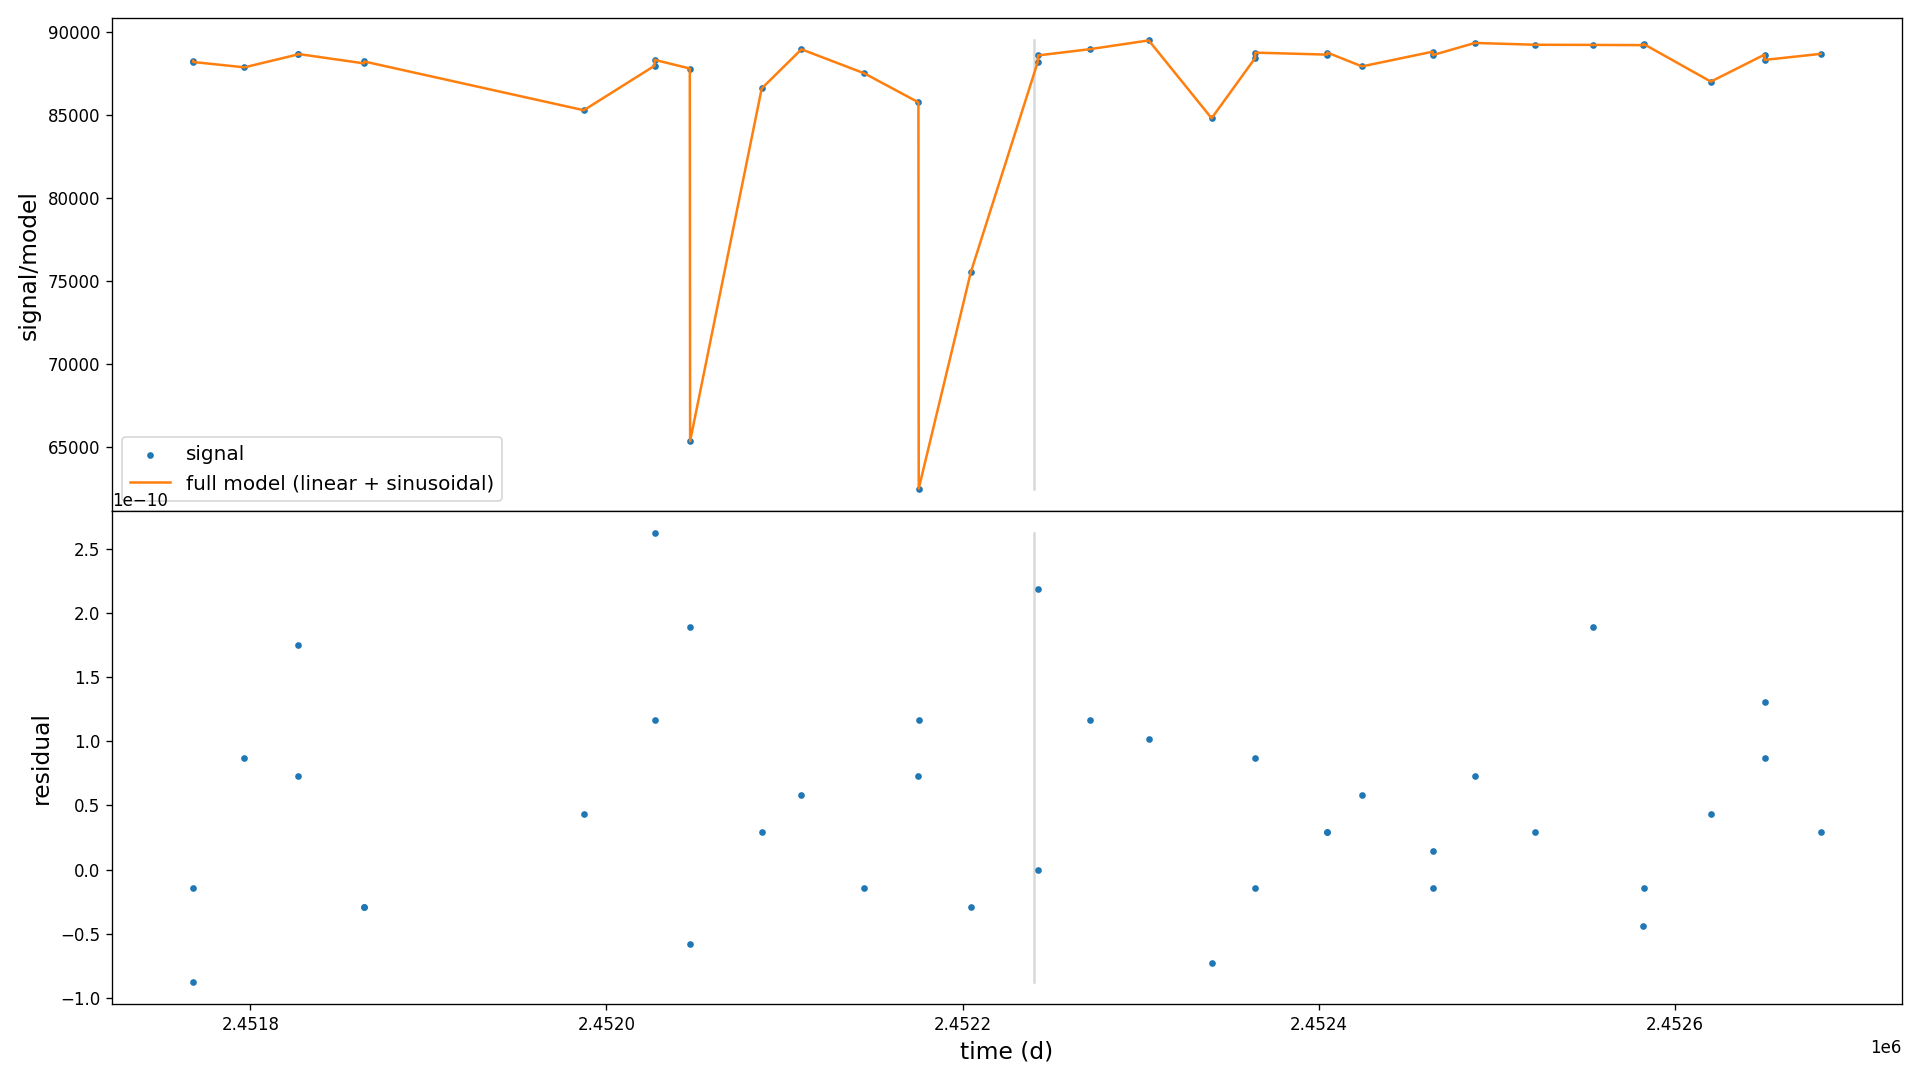 90000
85000
80000
75000
70000
65000
signal/model
signal
full model (linear + sinusoidal)
1e−10
2.5
2.0
1.5
1.0
0.5
0.0
−0.5
−1.0
residual
2.4518
2.4520
2.4522
2.4524
2.4526
1e6
time (d)